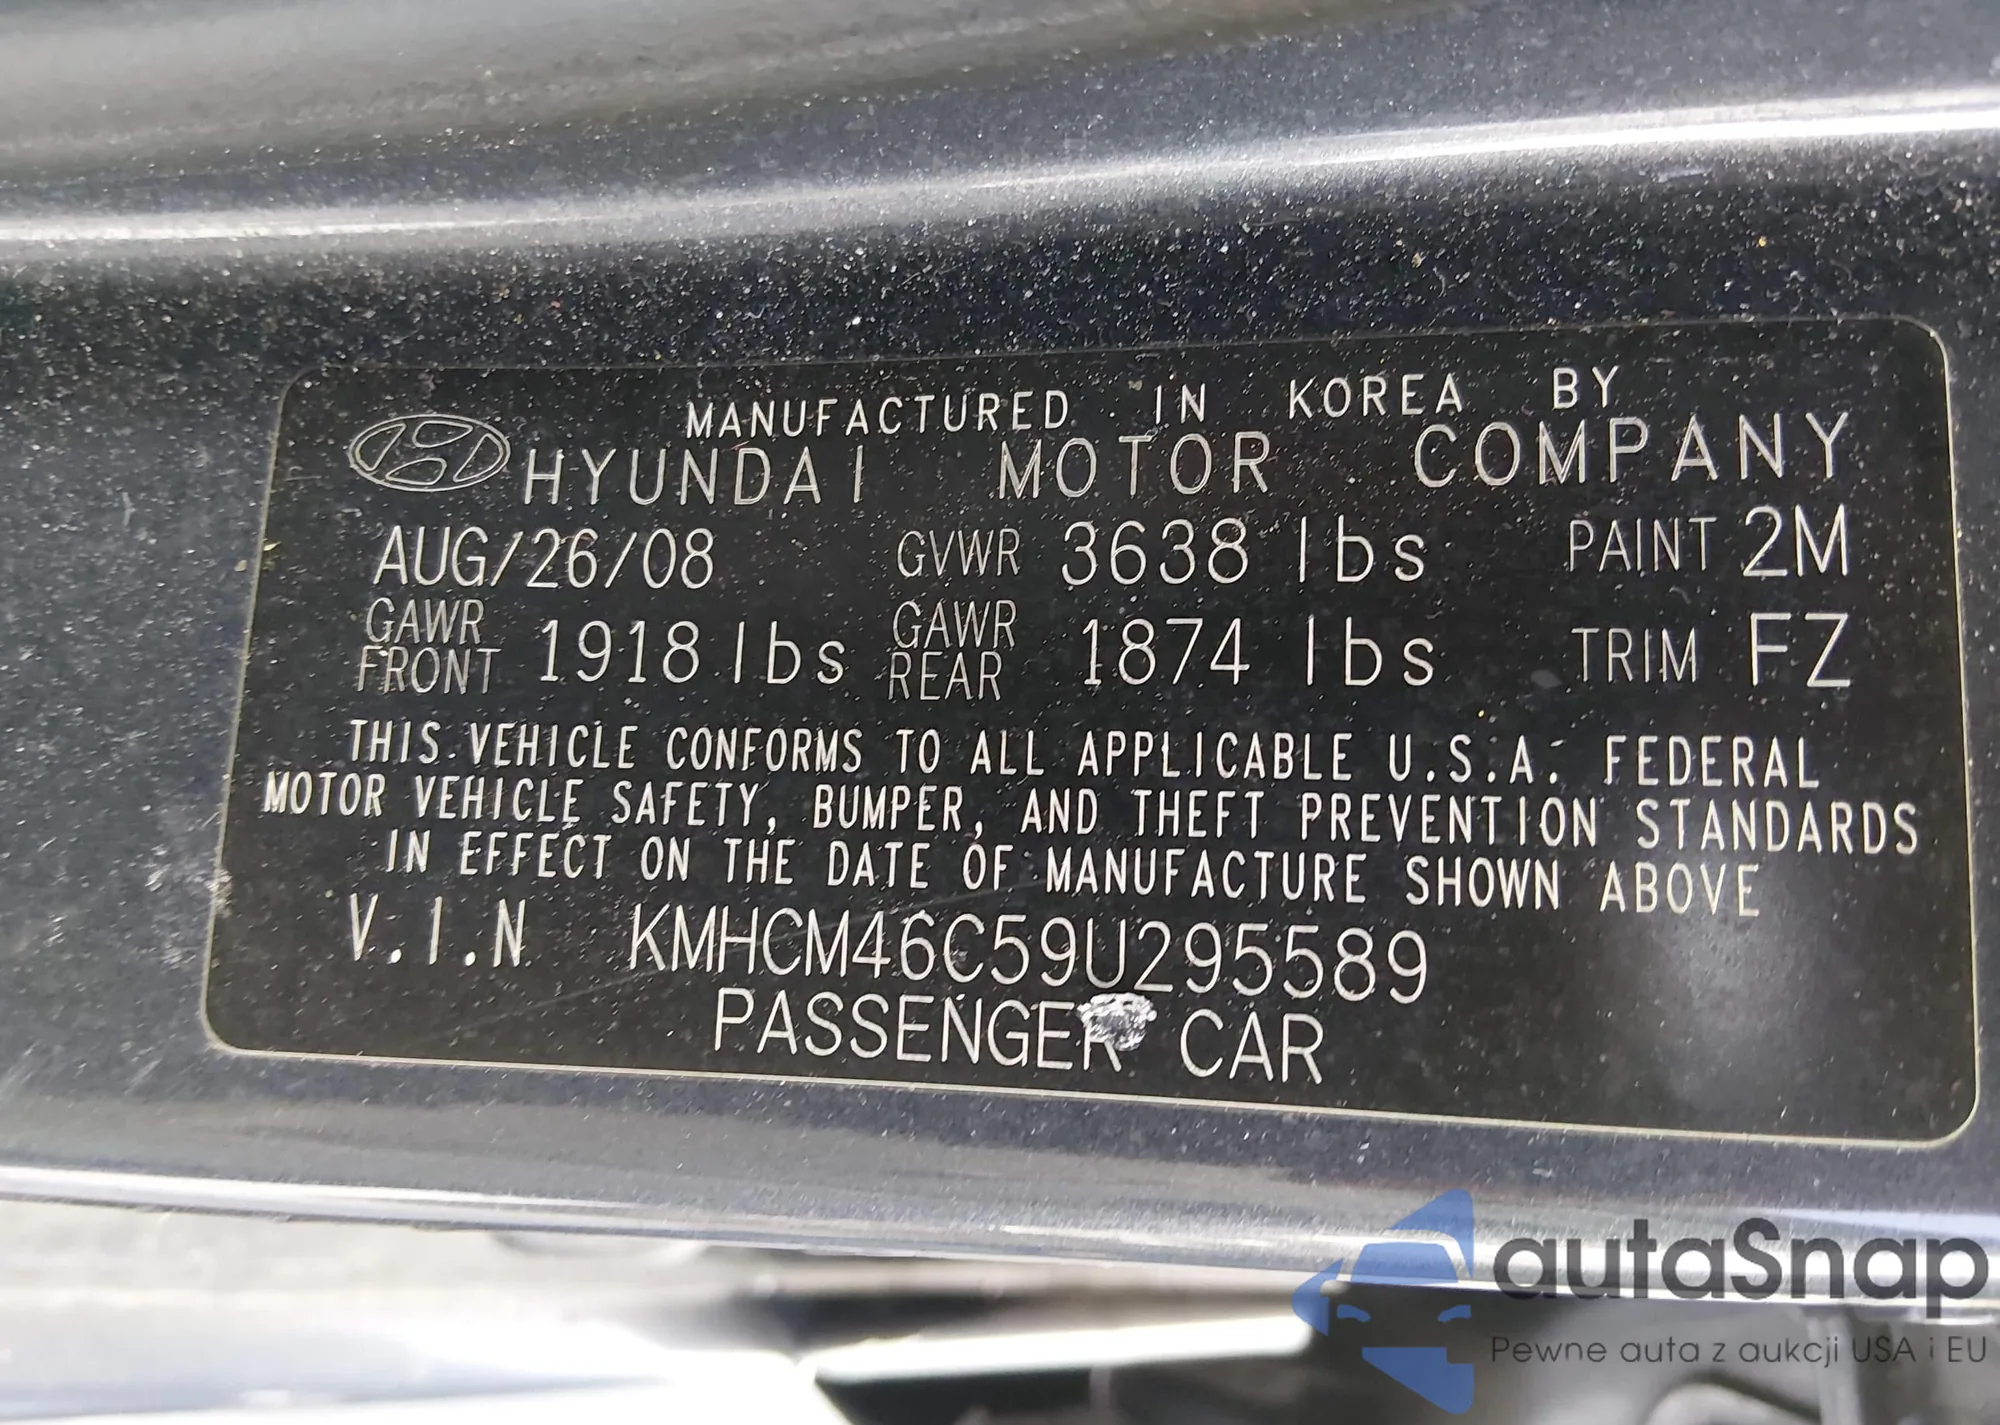 MANUFACTURED IN KOREA BY
HYUNDAI MOTOR COMPANY
AUG/26/08 GVWR 3638 lbs PAINT 2M
GAWR FRONT 1918 lbs GAWR REAR 1874 lbs TRIM FZ
THIS VEHICLE CONFORMS TO ALL APPLICABLE U.S.A. FEDERAL
MOTOR VEHICLE SAFETY, BUMPER, AND THEFT PREVENTION STANDARDS
IN EFFECT ON THE DATE OF MANUFACTURE SHOWN ABOVE
V.I.N KMHCM46C59U295589
PASSENGER CAR
autaSnap
Pewne auta z aukcji USA i EU